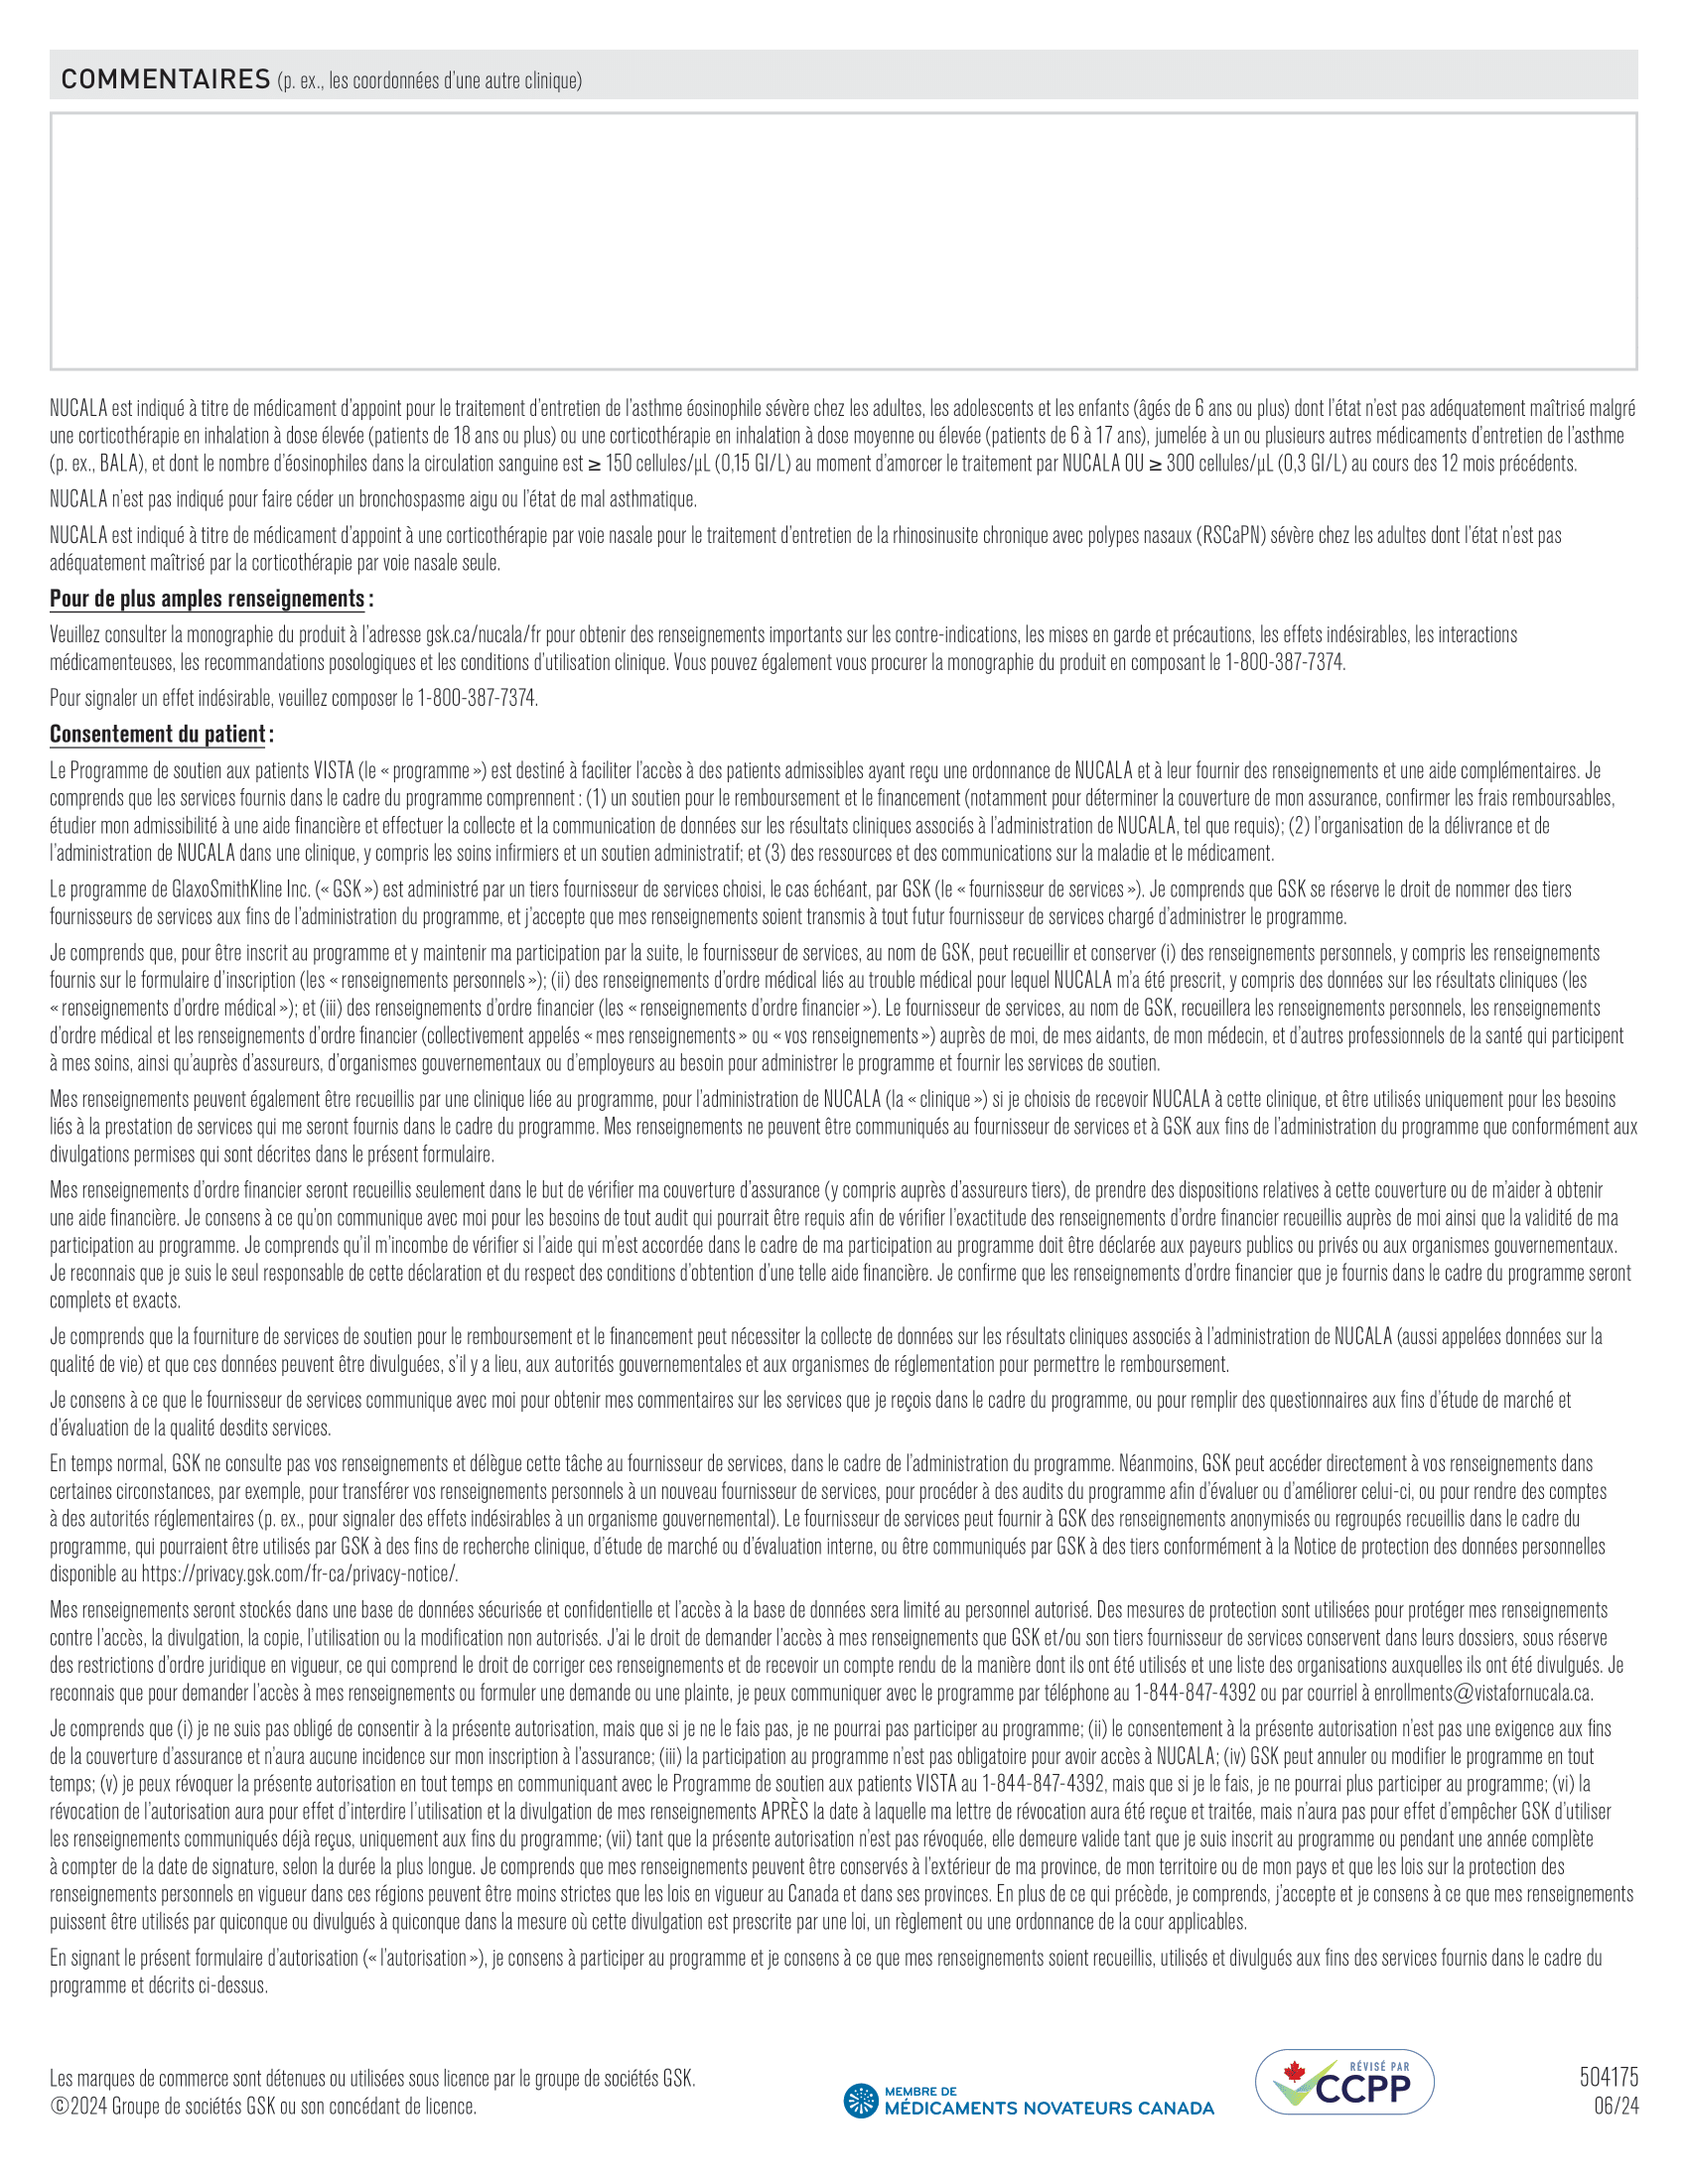 COMMENTAIRES (p. ex., les coordonnées d’une autre clinique)
NUCALA est indiqué à titre de médicament d’appoint pour le traitement d’entretien de l’asthme éosinophile sévère chez les adultes, les adolescents et les enfants (âgés de 6 ans ou plus) dont l’état n’est pas adéquatement maîtrisé malgré
une corticothérapie en inhalation à dose élevée (patients de 18 ans ou plus) ou une corticothérapie en inhalation à dose moyenne ou élevée (patients de 6 à 17 ans), jumelée à un ou plusieurs autres médicaments d’entretien de l’asthme
(p. ex., BALA), et dont le nombre d’éosinophiles dans la circulation sanguine est ≥ 150 cellules/µL (0,15 GI/L) au moment d’amorcer le traitement par NUCALA OU ≥ 300 cellules/µL (0,3 GI/L) au cours des 12 mois précédents.
NUCALA n’est pas indiqué pour faire céder un bronchospasme aigu ou l’état de mal asthmatique.
NUCALA est indiqué à titre de médicament d’appoint à une corticothérapie par voie nasale pour le traitement d’entretien de la rhinosinusite chronique avec polypes nasaux (RSCaPN) sévère chez les adultes dont l’état n’est pas
adéquatement maîtrisé par la corticothérapie par voie nasale seule.
Pour de plus amples renseignements :
Veuillez consulter la monographie du produit à l’adresse gsk.ca/nucala/fr pour obtenir des renseignements importants sur les contre-indications, les mises en garde et précautions, les effets indésirables, les interactions
médicamenteuses, les recommandations posologiques et les conditions d’utilisation clinique. Vous pouvez également vous procurer la monographie du produit en composant le 1-800-387-7374.
Pour signaler un effet indésirable, veuillez composer le 1-800-387-7374.
Consentement du patient :
Le Programme de soutien aux patients VISTA (le « programme ») est destiné à faciliter l’accès à des patients admissibles ayant reçu une ordonnance de NUCALA et à leur fournir des renseignements et une aide complémentaires. Je
comprends que les services fournis dans le cadre du programme comprennent : (1) un soutien pour le remboursement et le financement (notamment pour déterminer la couverture de mon assurance, confirmer les frais remboursables,
étudier mon admissibilité à une aide financière et effectuer la collecte et la communication de données sur les résultats cliniques associés à l’administration de NUCALA, tel que requis); (2) l’organisation de la délivrance et de
l’administration de NUCALA dans une clinique, y compris les soins infirmiers et un soutien administratif; et (3) des ressources et des communications sur la maladie et le médicament.
Le programme de GlaxoSmithKline Inc. (« GSK ») est administré par un tiers fournisseur de services choisi, le cas échéant, par GSK (le « fournisseur de services »). Je comprends que GSK se réserve le droit de nommer des tiers
fournisseurs de services aux fins de l’administration du programme, et j’accepte que mes renseignements soient transmis à tout futur fournisseur de services chargé d’administrer le programme.
Je comprends que, pour être inscrit au programme et y maintenir ma participation par la suite, le fournisseur de services, au nom de GSK, peut recueillir et conserver (i) des renseignements personnels, y compris les renseignements
fournis sur le formulaire d’inscription (les « renseignements personnels »); (ii) des renseignements d’ordre médical liés au trouble médical pour lequel NUCALA m’a été prescrit, y compris des données sur les résultats cliniques (les
« renseignements d’ordre médical »); et (iii) des renseignements d’ordre financier (les « renseignements d’ordre financier »). Le fournisseur de services, au nom de GSK, recueillera les renseignements personnels, les renseignements
d’ordre médical et les renseignements d’ordre financier (collectivement appelés « mes renseignements » ou « vos renseignements ») auprès de moi, de mes aidants, de mon médecin, et d’autres professionnels de la santé qui participent
à mes soins, ainsi qu’auprès d’assureurs, d’organismes gouvernementaux ou d’employeurs au besoin pour administrer le programme et fournir les services de soutien.
Mes renseignements peuvent également être recueillis par une clinique liée au programme, pour l’administration de NUCALA (la « clinique ») si je choisis de recevoir NUCALA à cette clinique, et être utilisés uniquement pour les besoins
liés à la prestation de services qui me seront fournis dans le cadre du programme. Mes renseignements ne peuvent être communiqués au fournisseur de services et à GSK aux fins de l’administration du programme que conformément aux
divulgations permises qui sont décrites dans le présent formulaire.
Mes renseignements d’ordre financier seront recueillis seulement dans le but de vérifier ma couverture d’assurance (y compris auprès d’assureurs tiers), de prendre des dispositions relatives à cette couverture ou de m’aider à obtenir
une aide financière. Je consens à ce qu’on communique avec moi pour les besoins de tout audit qui pourrait être requis afin de vérifier l’exactitude des renseignements d’ordre financier recueillis auprès de moi ainsi que la validité de ma
participation au programme. Je comprends qu’il m’incombe de vérifier si l’aide qui m’est accordée dans le cadre de ma participation au programme doit être déclarée aux payeurs publics ou privés ou aux organismes gouvernementaux.
Je reconnais que je suis le seul responsable de cette déclaration et du respect des conditions d’obtention d’une telle aide financière. Je confirme que les renseignements d’ordre financier que je fournis dans le cadre du programme seront
complets et exacts.
Je comprends que la fourniture de services de soutien pour le remboursement et le financement peut nécessiter la collecte de données sur les résultats cliniques associés à l’administration de NUCALA (aussi appelées données sur la
qualité de vie) et que ces données peuvent être divulguées, s’il y a lieu, aux autorités gouvernementales et aux organismes de réglementation pour permettre le remboursement.
Je consens à ce que le fournisseur de services communique avec moi pour obtenir mes commentaires sur les services que je reçois dans le cadre du programme, ou pour remplir des questionnaires aux fins d’étude de marché et
d’évaluation de la qualité desdits services.
En temps normal, GSK ne consulte pas vos renseignements et délègue cette tâche au fournisseur de services, dans le cadre de l’administration du programme. Néanmoins, GSK peut accéder directement à vos renseignements dans
certaines circonstances, par exemple, pour transférer vos renseignements personnels à un nouveau fournisseur de services, pour procéder à des audits du programme afin d’évaluer ou d’améliorer celui-ci, ou pour rendre des comptes
à des autorités réglementaires (p. ex., pour signaler des effets indésirables à un organisme gouvernemental). Le fournisseur de services peut fournir à GSK des renseignements anonymisés ou regroupés recueillis dans le cadre du
programme, qui pourraient être utilisés par GSK à des fins de recherche clinique, d’étude de marché ou d’évaluation interne, ou être communiqués par GSK à des tiers conformément à la Notice de protection des données personnelles
disponible au https://privacy.gsk.com/fr-ca/privacy-notice/.
Mes renseignements seront stockés dans une base de données sécurisée et confidentielle et l’accès à la base de données sera limité au personnel autorisé. Des mesures de protection sont utilisées pour protéger mes renseignements
contre l’accès, la divulgation, la copie, l’utilisation ou la modification non autorisés. J’ai le droit de demander l’accès à mes renseignements que GSK et/ou son tiers fournisseur de services conservent dans leurs dossiers, sous réserve
des restrictions d’ordre juridique en vigueur, ce qui comprend le droit de corriger ces renseignements et de recevoir un compte rendu de la manière dont ils ont été utilisés et une liste des organisations auxquelles ils ont été divulgués. Je
reconnais que pour demander l’accès à mes renseignements ou formuler une demande ou une plainte, je peux communiquer avec le programme par téléphone au 1-844-847-4392 ou par courriel à enrollments@vistafornucala.ca.
Je comprends que (i) je ne suis pas obligé de consentir à la présente autorisation, mais que si je ne le fais pas, je ne pourrai pas participer au programme; (ii) le consentement à la présente autorisation n’est pas une exigence aux fins
de la couverture d’assurance et n’aura aucune incidence sur mon inscription à l’assurance; (iii) la participation au programme n’est pas obligatoire pour avoir accès à NUCALA; (iv) GSK peut annuler ou modifier le programme en tout
temps; (v) je peux révoquer la présente autorisation en tout temps en communiquant avec le Programme de soutien aux patients VISTA au 1-844-847-4392, mais que si je le fais, je ne pourrai plus participer au programme; (vi) la
révocation de l’autorisation aura pour effet d’interdire l’utilisation et la divulgation de mes renseignements APRÈS la date à laquelle ma lettre de révocation aura été reçue et traitée, mais n’aura pas pour effet d’empêcher GSK d’utiliser
les renseignements communiqués déjà reçus, uniquement aux fins du programme; (vii) tant que la présente autorisation n’est pas révoquée, elle demeure valide tant que je suis inscrit au programme ou pendant une année complète
à compter de la date de signature, selon la durée la plus longue. Je comprends que mes renseignements peuvent être conservés à l’extérieur de ma province, de mon territoire ou de mon pays et que les lois sur la protection des
renseignements personnels en vigueur dans ces régions peuvent être moins strictes que les lois en vigueur au Canada et dans ses provinces. En plus de ce qui précède, je comprends, j’accepte et je consens à ce que mes renseignements
puissent être utilisés par quiconque ou divulgués à quiconque dans la mesure où cette divulgation est prescrite par une loi, un règlement ou une ordonnance de la cour applicables.
En signant le présent formulaire d’autorisation (« l’autorisation »), je consens à participer au programme et je consens à ce que mes renseignements soient recueillis, utilisés et divulgués aux fins des services fournis dans le cadre du
programme et décrits ci-dessus.
Les marques de commerce sont détenues ou utilisées sous licence par le groupe de sociétés GSK.
©2024 Groupe de sociétés GSK ou son concédant de licence.
MEMBRE DE
MÉDICAMENTS NOVATEURS CANADA
RÉVISÉ PAR
CCPP
504175
06/24